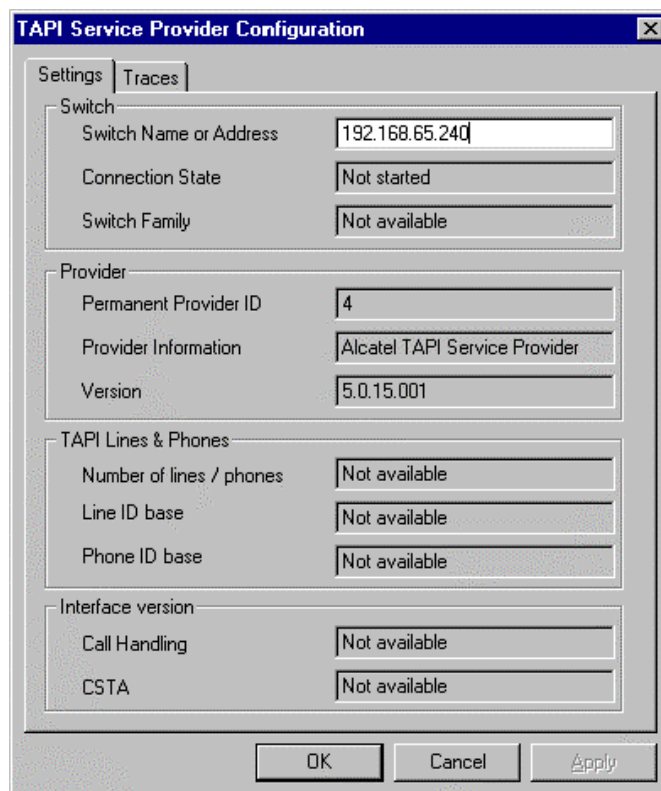 TAPI Service Provider Configuration
Settings Traces
Switch
Switch Name or Address 192.168.65.240
Connection State Not started
Switch Family Not available
Provider
Permanent Provider ID 4
Provider Information Alcatel TAPI Service Provider
Version 5.0.15.001
TAPI Lines & Phones
Number of lines / phones Not available
Line ID base Not available
Phone ID base Not available
Interface version
Call Handling Not available
CSTA Not available
OK Cancel Apply